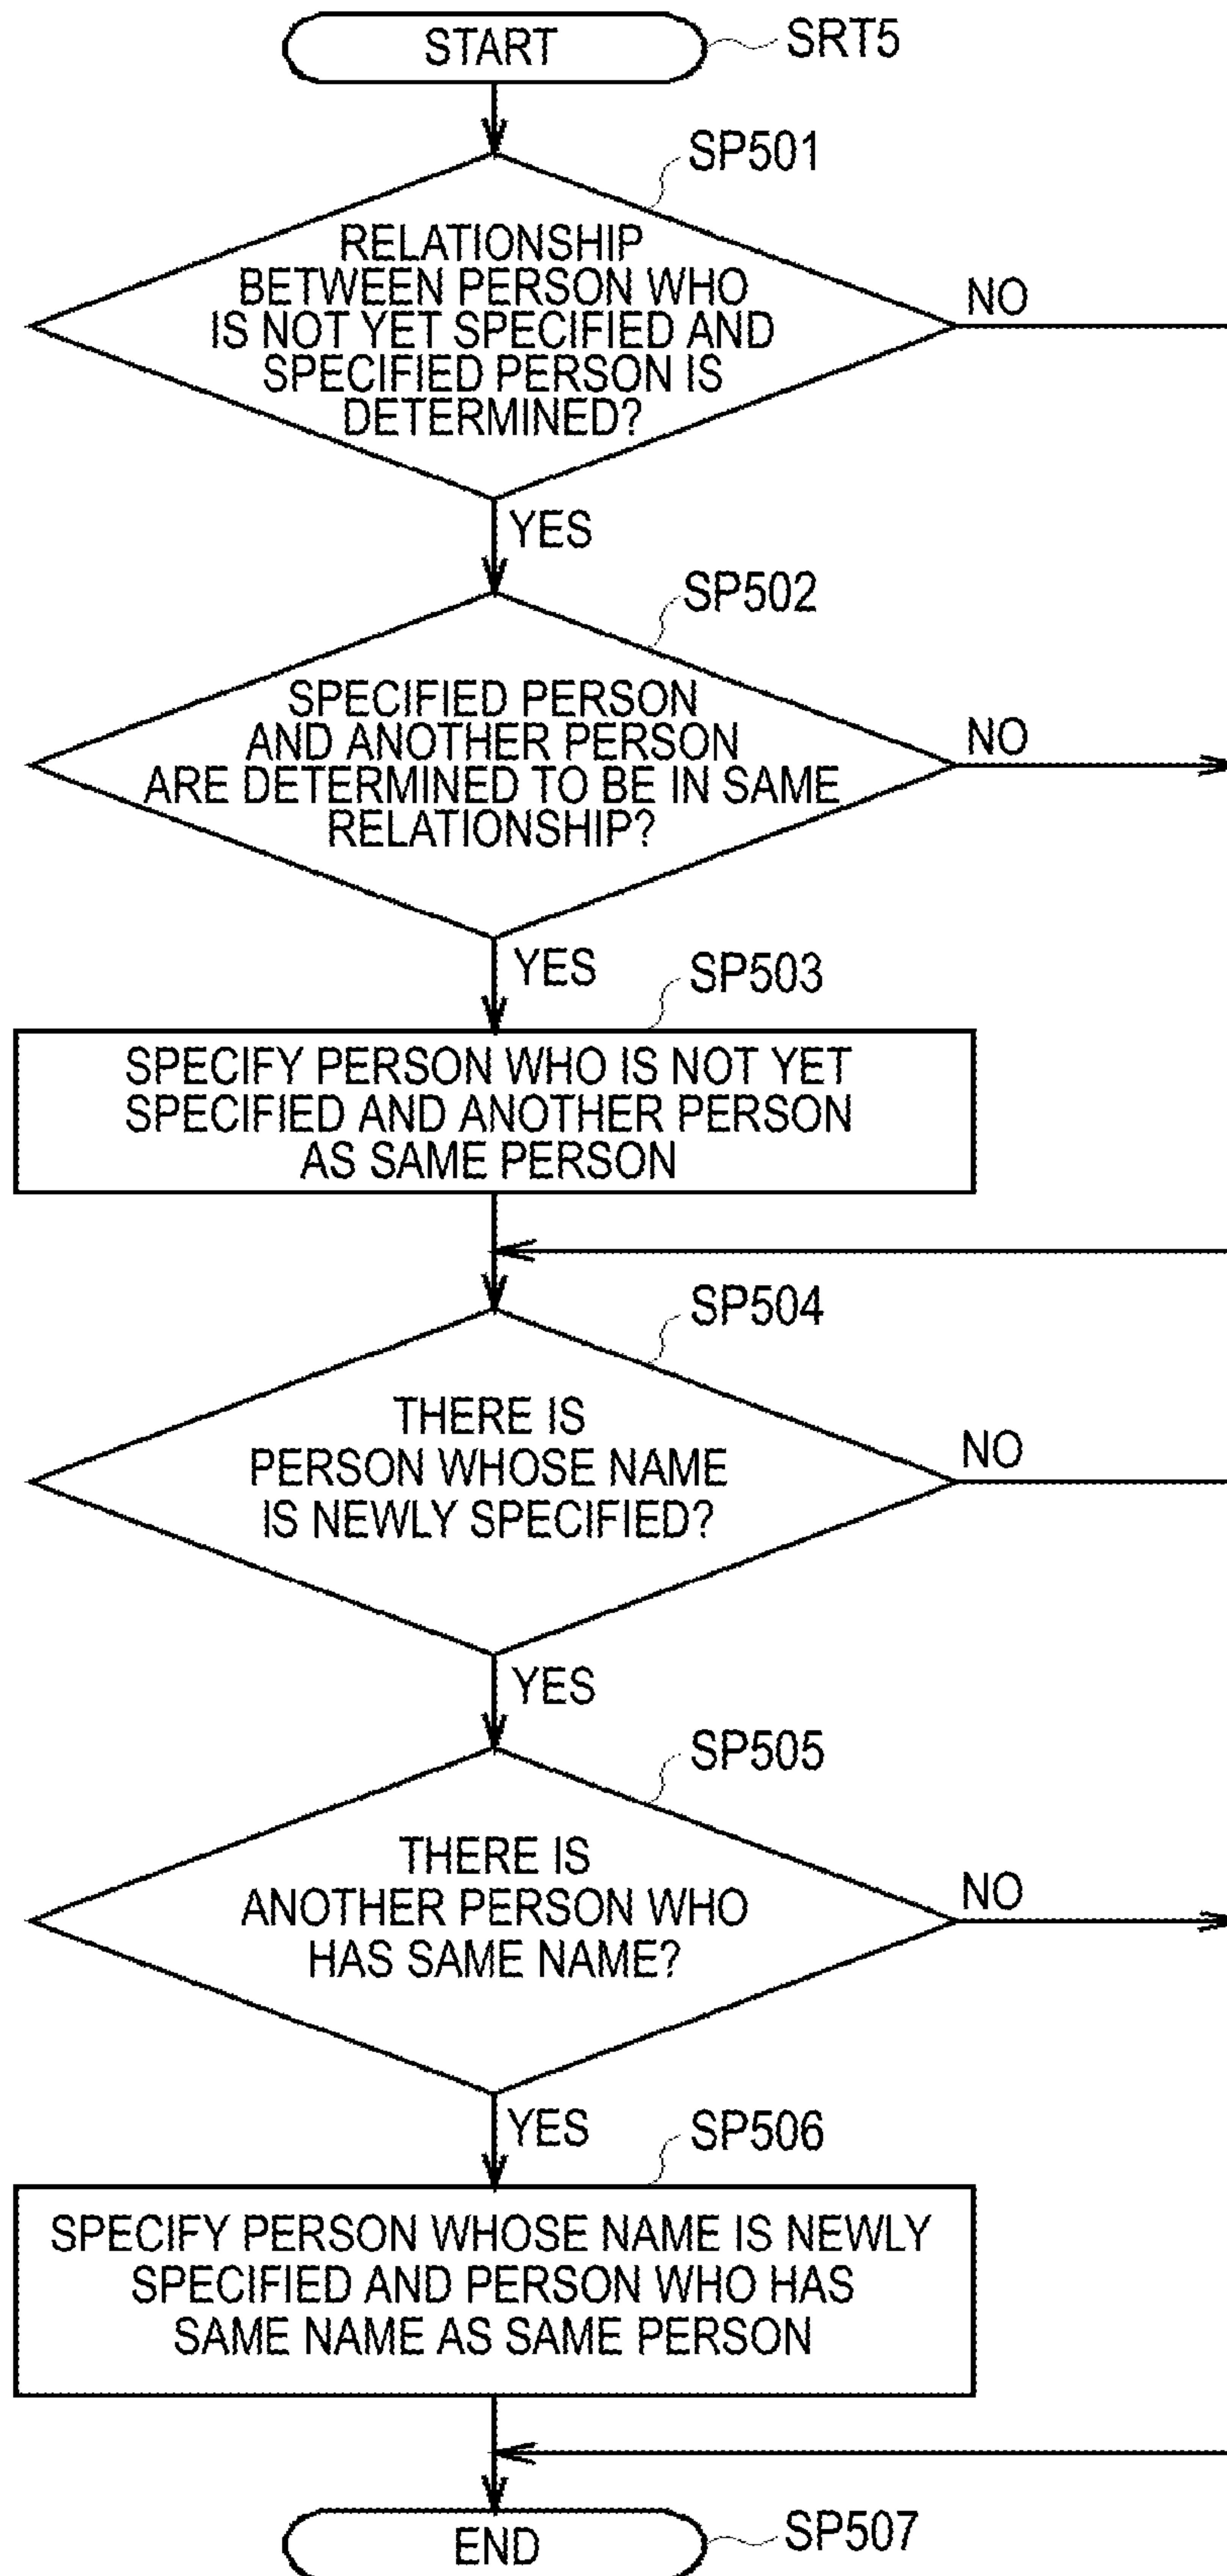 START
SRT5
SP501
RELATIONSHIP
BETWEEN PERSON WHO
IS NOT YET SPECIFIED AND
SPECIFIED PERSON IS
DETERMINED?
NO
YES
SP502
SPECIFIED PERSON
AND ANOTHER PERSON
ARE DETERMINED TO BE IN SAME
RELATIONSHIP?
NO
YES
SP503
SPECIFY PERSON WHO IS NOT YET
SPECIFIED AND ANOTHER PERSON
AS SAME PERSON
SP504
THERE IS
PERSON WHOSE NAME
IS NEWLY SPECIFIED?
NO
YES
SP505
THERE IS
ANOTHER PERSON WHO
HAS SAME NAME?
NO
YES
SP506
SPECIFY PERSON WHOSE NAME IS NEWLY
SPECIFIED AND PERSON WHO HAS
SAME NAME AS SAME PERSON
END
SP507